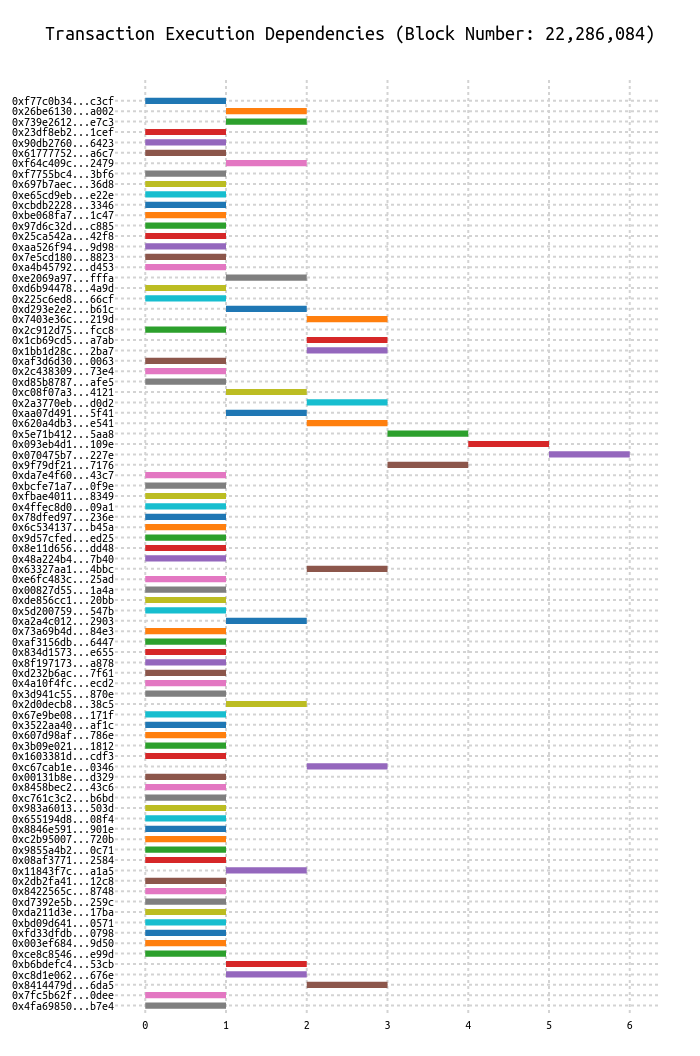 Transaction Execution Dependencies (Block Number: 22,286,084)
0xf77c0b34...c3cf
0x26be6130...a002
0x739e2612...e7c3
0x23df8eb2...1cef
0x90db2760...6423
0x61777752...a6c7
0xf64c409c...2479
0xf7755bc4...3bf6
0x697b7aec...36d8
0xe65cd9eb...e22e
0xcbdb2228...3346
0xbe068fa7...1c47
0x97d6c32d...c885
0x25ca542a...42f8
0xaa526f94...9d98
0x7e5cd180...8823
0xa4b45792...d453
0xe2069a97...fffa
0xd6b94478...4a9d
0x225c6ed8...66cf
0xd293e2e2...b61c
0x7403e36c...219d
0x2c912d75...fcc8
0x1cb69cd5...a7ab
0x1bb1d28c...2ba7
0xaf3d6d30...0063
0x2c438309...73e4
0xd85b8787...afe5
0xc08f07a3...4121
0x2a3770eb...d0d2
0xaa07d491...5f41
0x620a4db3...e541
0x5e71b412...5aa8
0x093eb4d1...109e
0x070475b7...227e
0x9f79df21...7176
0xda7e4f60...43c7
0xbcfe71a7...0f9e
0xfbae4011...8349
0x4ffec8d0...09a1
0x78dfed97...236e
0x6c534137...b45a
0x9d57cfed...ed25
0x8e11d656...dd48
0x48a224b4...7b40
0x63327aa1...4bbc
0xe6fc483c...25ad
0x00827d55...1a4a
0xde856cc1...20bb
0x5d200759...547b
0xa2a4c012...2903
0x73a69b4d...84e3
0xaf3156db...6447
0x834d1573...e655
0x8f197173...a878
0xd232b6ac...7f61
0x4a10f4fc...ecd2
0x3d941c55...870e
0x2d0decb8...38c5
0x67e9be08...171f
0x3522aa40...af1c
0x607d98af...786e
0x3b09e021...1812
0x1603381d...cdf3
0xc67cab1e...0346
0x00131b8e...d329
0x8458bec2...43c6
0xc761c3c2...b6bd
0x983a6013...503d
0x655194d8...08f4
0x8846e591...901e
0xc2b95007...720b
0x9855a4b2...0c71
0x08af3771...2584
0x11843f7c...a1a5
0x2db2fa41...12c8
0x8422565c...8748
0xd7392e5b...259c
0xda211d3e...17ba
0xbd09d641...0571
0xfd33dfdb...0798
0x003ef684...9d50
0xce8c8546...e99d
0xb6bdefc4...53cb
0xc8d1e062...676e
0x8414479d...6da5
0x7fc5b62f...0dee
0x4fa69850...b7e4
0 1 2 3 4 5 6